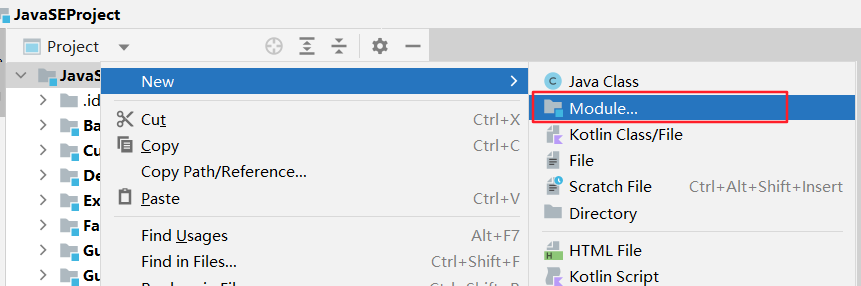 JavaSEProject
Project
JavaS
New
.id
Ba
Cu
De
Ex
Fa
Gu
Gu
Cut Ctrl+X
Copy Ctrl+C
Copy Path/Reference...
Paste Ctrl+V
Find Usages Alt+F7
Find in Files... Ctrl+Shift+F
Java Class
Module...
Kotlin Class/File
File
Scratch File Ctrl+Alt+Shift+Insert
Directory
HTML File
Kotlin Script